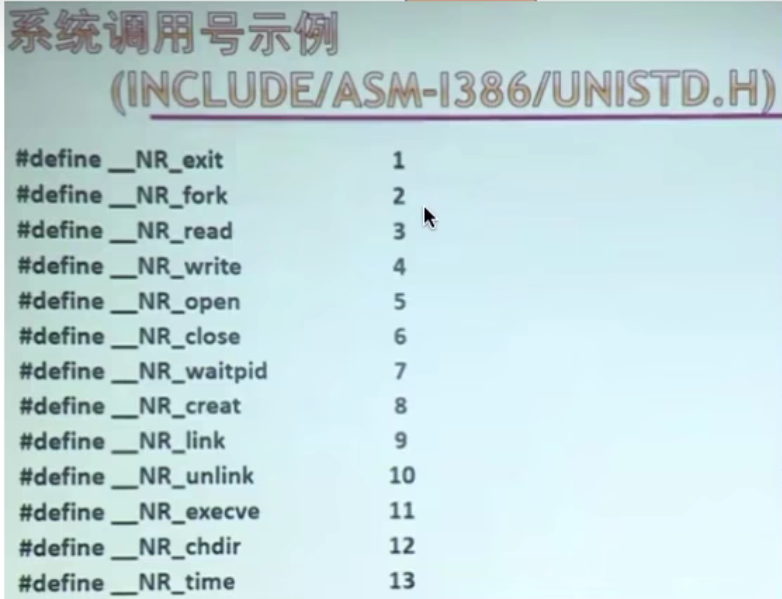 系统调用号示例
(INCLUDE/ASM-I386/UNISTD.H)
#define __NR_exit 1
#define __NR_fork 2
#define __NR_read 3
#define __NR_write 4
#define __NR_open 5
#define __NR_close 6
#define __NR_waitpid 7
#define __NR_creat 8
#define __NR_link 9
#define __NR_unlink 10
#define __NR_execve 11
#define __NR_chdir 12
#define __NR_time 13